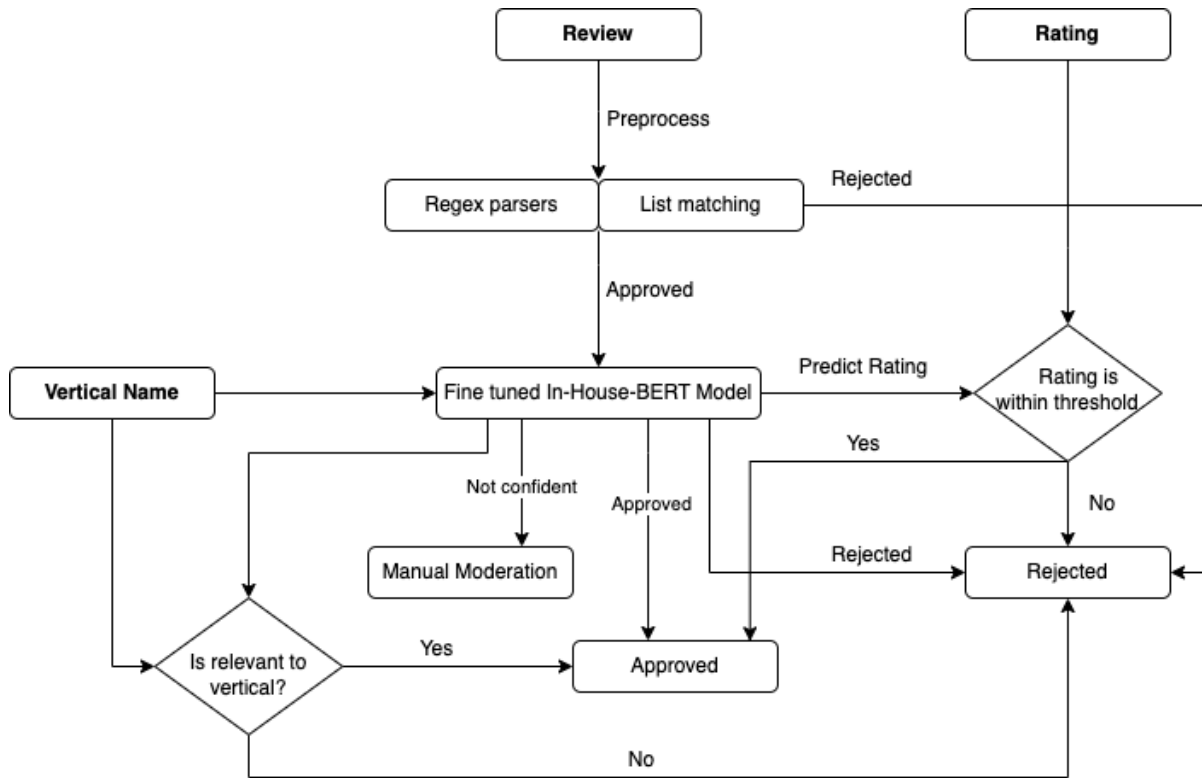 Review
Rating
Preprocess
Regex parsers
List matching
Rejected
Approved
Vertical Name
Fine tuned In-House-BERT Model
Predict Rating
Rating is
within threshold
Yes
Not confident
Approved
No
Manual Moderation
Rejected
Rejected
Is relevant to
vertical?
Yes
Approved
No